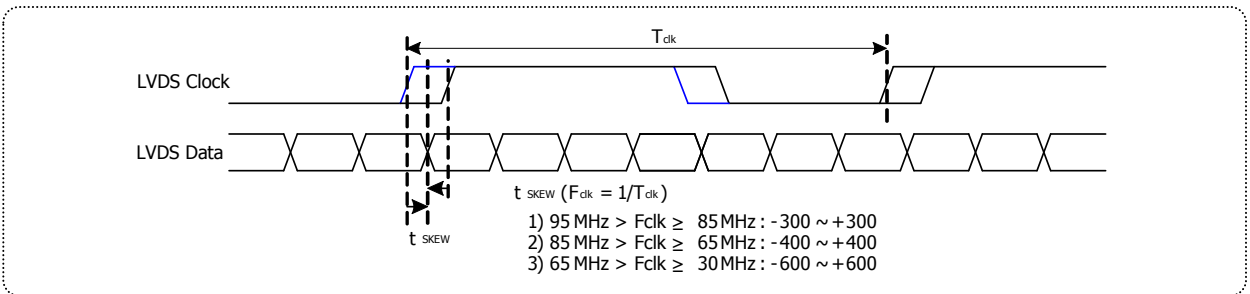 Tclk
LVDS Clock
LVDS Data
t SKEW (Fclk = 1/Tclk)
1) 95 MHz > Fclk ≥ 85 MHz : -300 ~ +300
2) 85 MHz > Fclk ≥ 65 MHz : -400 ~ +400
3) 65 MHz > Fclk ≥ 30 MHz : -600 ~ +600
t SKEW